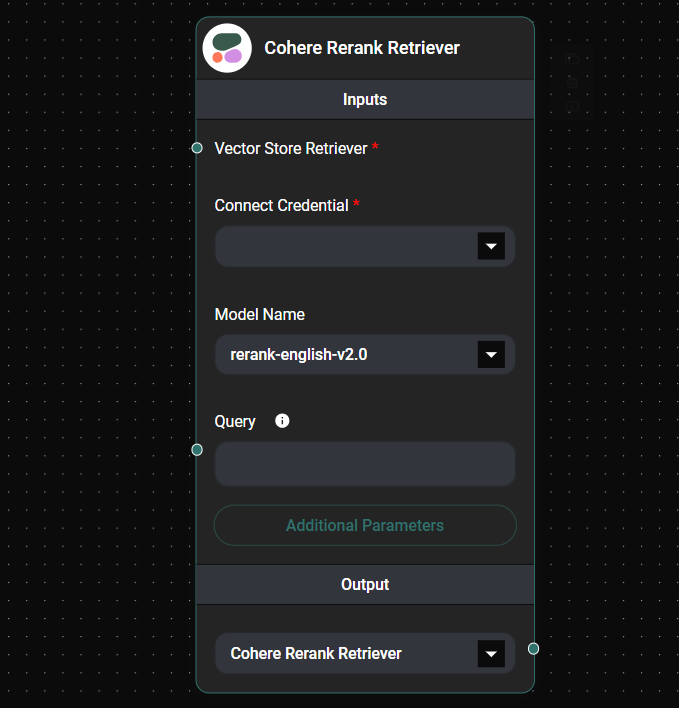 Cohere Rerank Retriever
Inputs
Vector Store Retriever *
Connect Credential *
Model Name
rerank-english-v2.0
Query
Additional Parameters
Output
Cohere Rerank Retriever